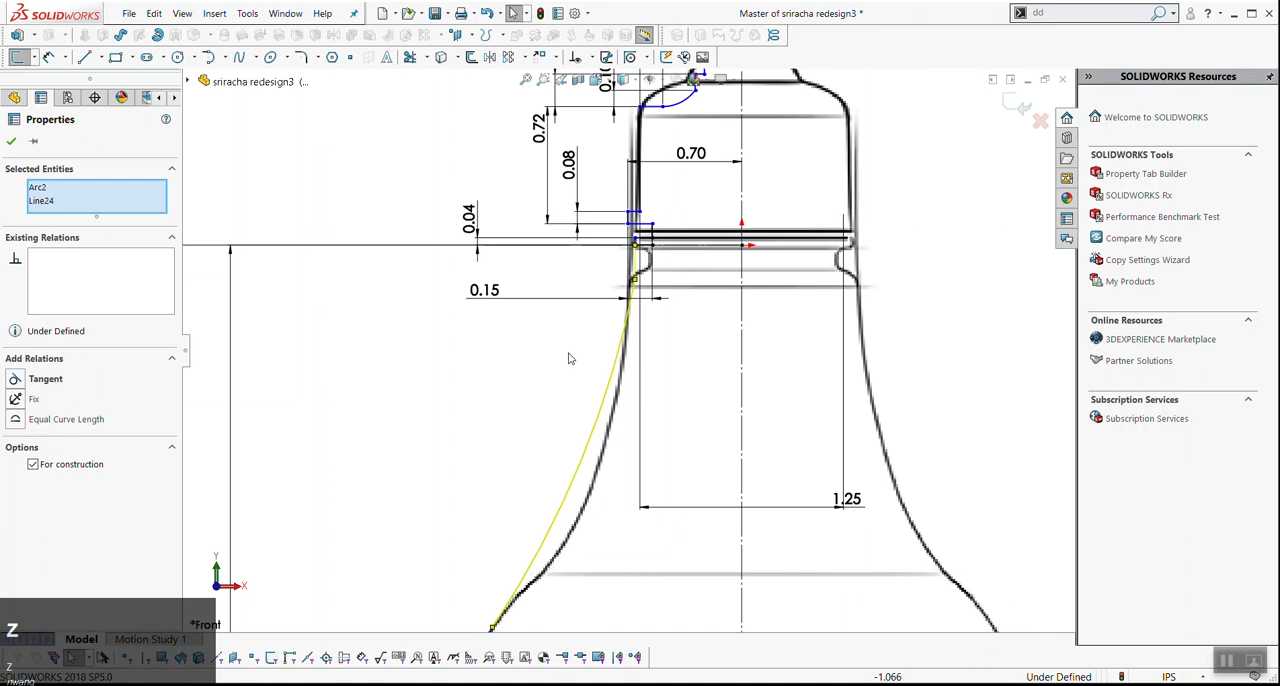 SOLIDWORKS
File
Edit
View
Insert
Tools
Window
Help
Master of sriracha redesign3 *
dd
sriracha redesign3 (...
Properties
Selected Entities
Arc2
Line24
Existing Relations
Under Defined
Add Relations
Tangent
Fix
Equal Curve Length
Options
For construction
0.72
0.08
0.70
0.04
0.15
1.25
Y
X
*Front
Z
z
Model
Motion Study 1
SOLIDWORKS 2018 SP5.0
-1.066
Under Defined
IPS
SOLIDWORKS Resources
Welcome to SOLIDWORKS
SOLIDWORKS Tools
Property Tab Builder
SOLIDWORKS Rx
Performance Benchmark Test
Compare My Score
Copy Settings Wizard
My Products
Online Resources
3DEXPERIENCE Marketplace
Partner Solutions
Subscription Services
Subscription Services